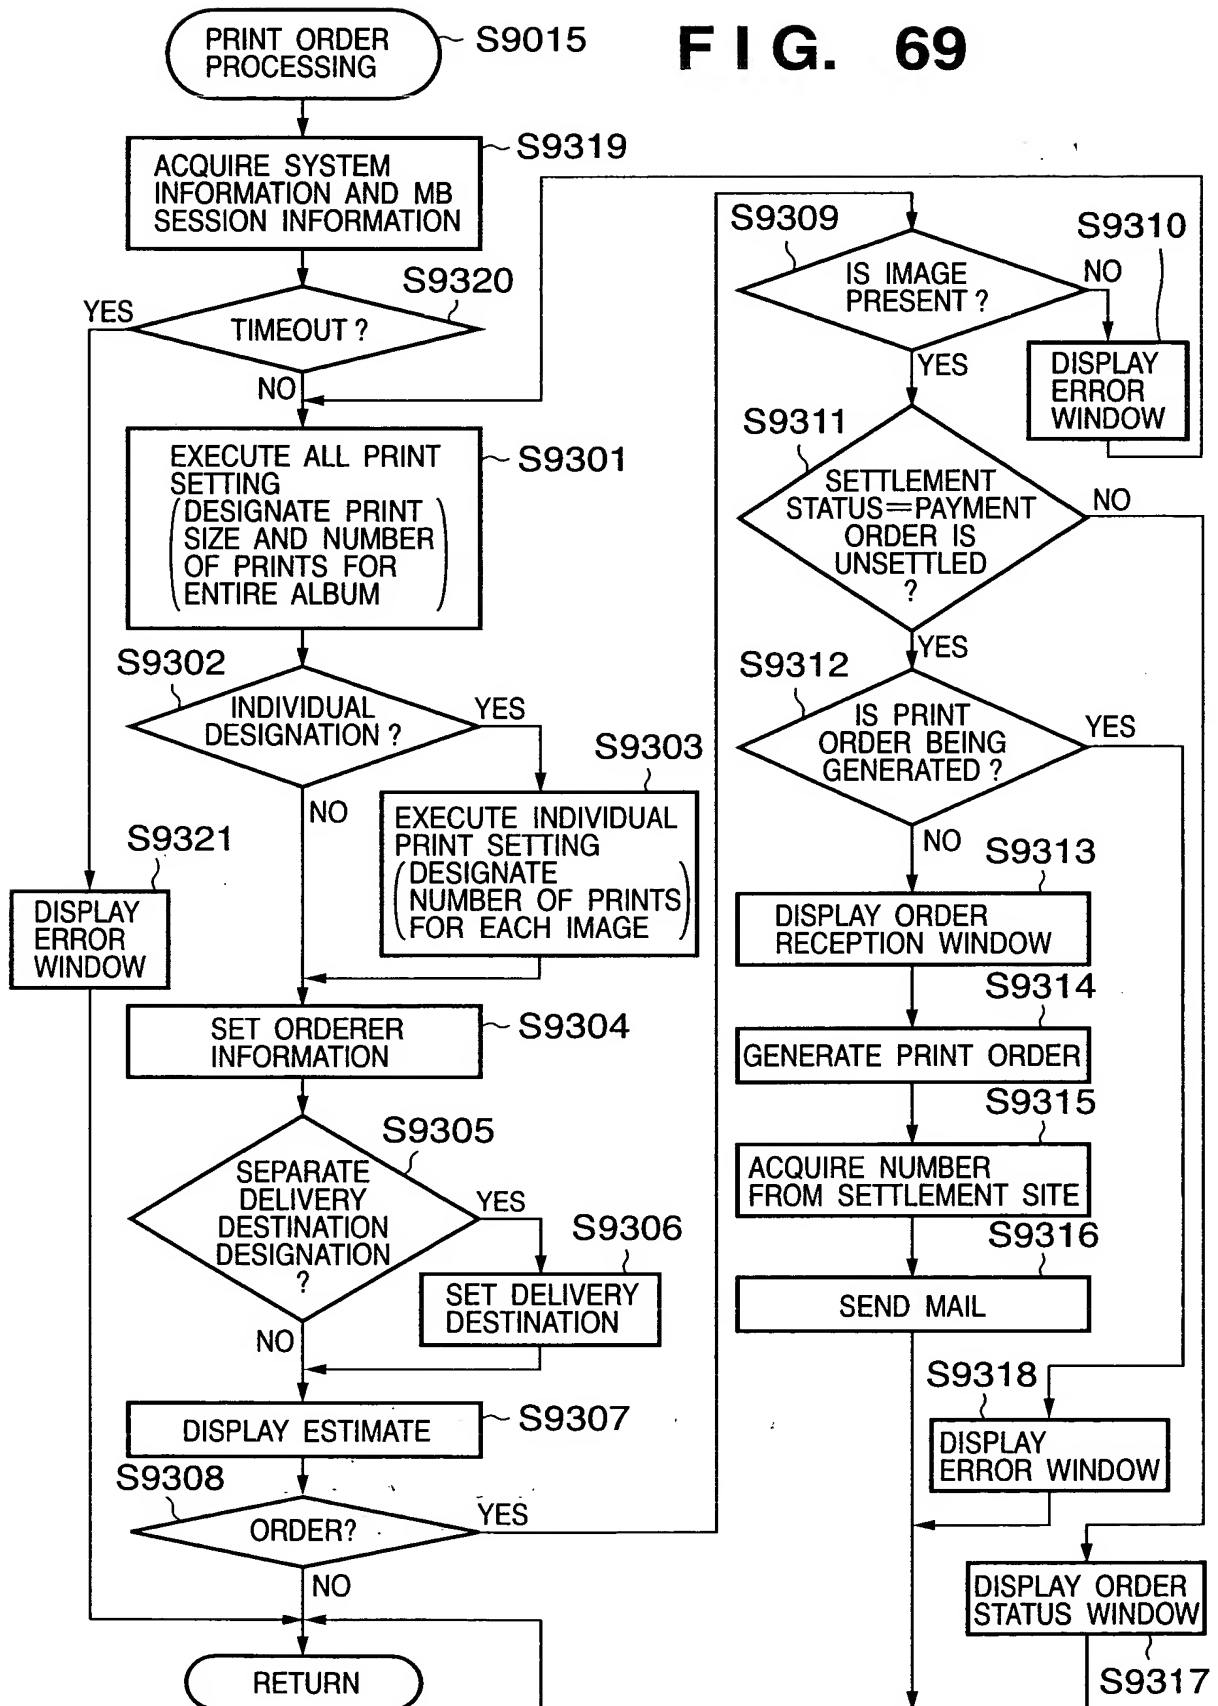 FIG. 69
PRINT ORDER
PROCESSING
S9015
ACQUIRE SYSTEM
INFORMATION AND MB
SESSION INFORMATION
S9319
TIMEOUT ?
S9320
YES
NO
EXECUTE ALL PRINT
SETTING
(DESIGNATE PRINT
SIZE AND NUMBER
OF PRINTS FOR
ENTIRE ALBUM)
S9301
S9302
INDIVIDUAL
DESIGNATION ?
YES
NO
S9303
EXECUTE INDIVIDUAL
PRINT SETTING
(DESIGNATE
NUMBER OF PRINTS
FOR EACH IMAGE)
S9321
DISPLAY
ERROR
WINDOW
SET ORDERER
INFORMATION
S9304
S9305
SEPARATE
DELIVERY
DESTINATION
DESIGNATION
?
YES
NO
S9306
SET DELIVERY
DESTINATION
DISPLAY ESTIMATE
S9307
S9308
ORDER?
YES
NO
RETURN
S9309
IS IMAGE
PRESENT ?
NO
YES
S9310
DISPLAY
ERROR
WINDOW
S9311
SETTLEMENT
STATUS=PAYMENT
ORDER IS
UNSETTLED
?
NO
YES
S9312
IS PRINT
ORDER BEING
GENERATED ?
YES
NO
S9313
DISPLAY ORDER
RECEPTION WINDOW
S9314
GENERATE PRINT ORDER
S9315
ACQUIRE NUMBER
FROM SETTLEMENT SITE
S9316
SEND MAIL
S9318
DISPLAY
ERROR WINDOW
DISPLAY ORDER
STATUS WINDOW
S9317